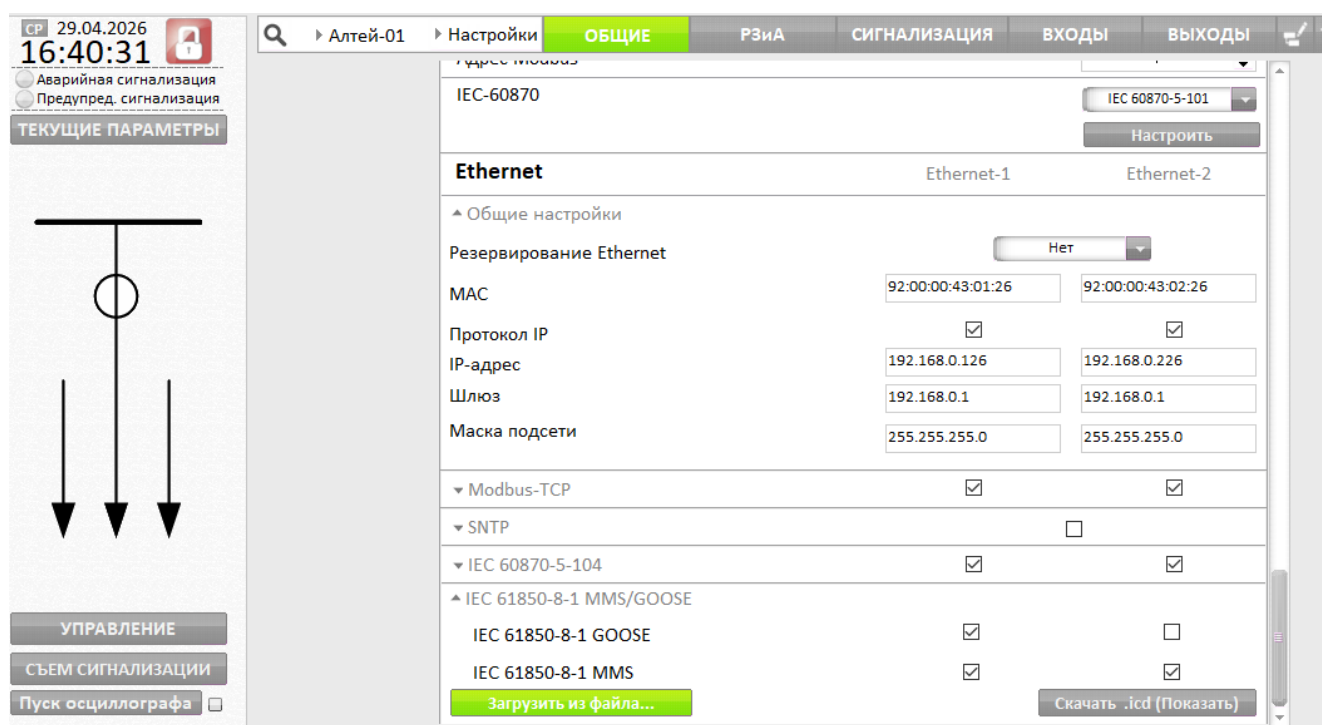 СР 29.04.2026
16:40:31
Аварийная сигнализация
Предупред. сигнализация
ТЕКУЩИЕ ПАРАМЕТРЫ
УПРАВЛЕНИЕ
СЪЕМ СИГНАЛИЗАЦИИ
Пуск осциллографа
Алтей-01 Настройки ОБЩИЕ РЗиА СИГНАЛИЗАЦИЯ ВХОДЫ ВЫХОДЫ
Адрес Modbus
IEC-60870 IEC 60870-5-101
Настроить
Ethernet Ethernet-1 Ethernet-2
Общие настройки
Резервирование Ethernet Нет
MAC 92:00:00:43:01:26 92:00:00:43:02:26
Протокол IP
IP-адрес 192.168.0.126 192.168.0.226
Шлюз 192.168.0.1 192.168.0.1
Маска подсети 255.255.255.0 255.255.255.0
Modbus-TCP
SNTP
IEC 60870-5-104
IEC 61850-8-1 MMS/GOOSE
IEC 61850-8-1 GOOSE
IEC 61850-8-1 MMS
Загрузить из файла... Скачать .icd (Показать)